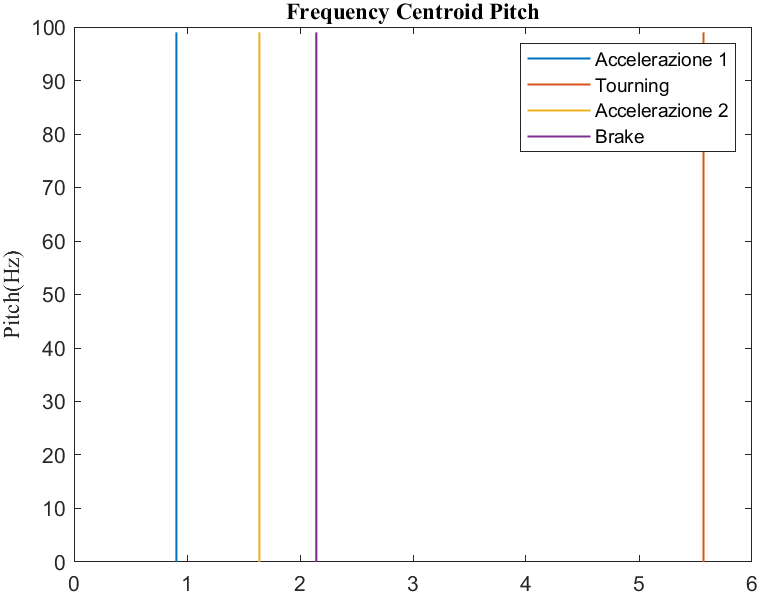 Frequency Centroid Pitch
100
90
80
70
60
50
40
30
20
10
0
Pitch(Hz)
Accelerazione 1
Tourning
Accelerazione 2
Brake
0 1 2 3 4 5 6